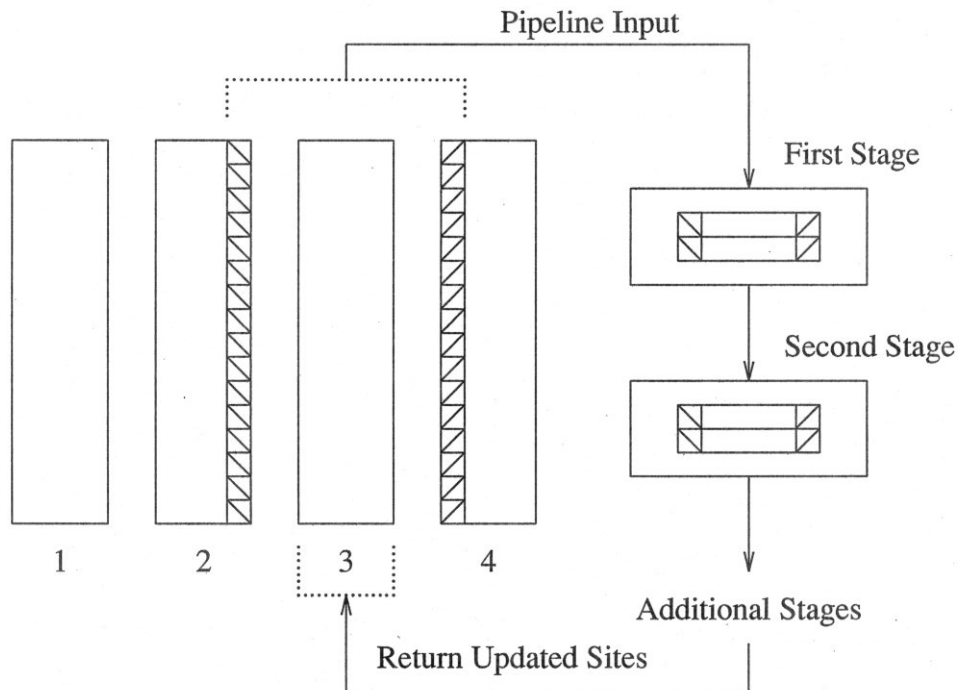 Pipeline Input
First Stage
Second Stage
1 2 3 4
Additional Stages
Return Updated Sites